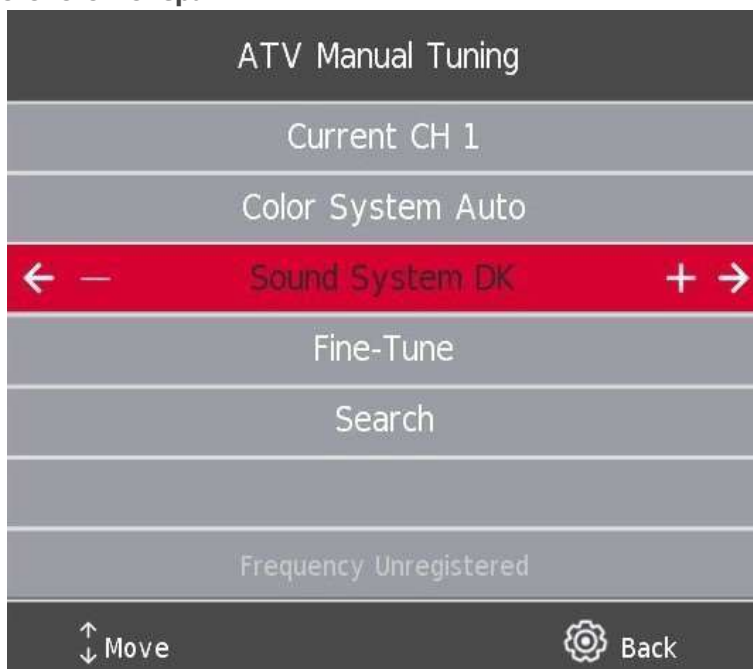 ATV Manual Tuning
Current CH 1
Color System Auto
← — Sound System DK + →
Fine-Tune
Search
Frequency Unregistered
Move Back